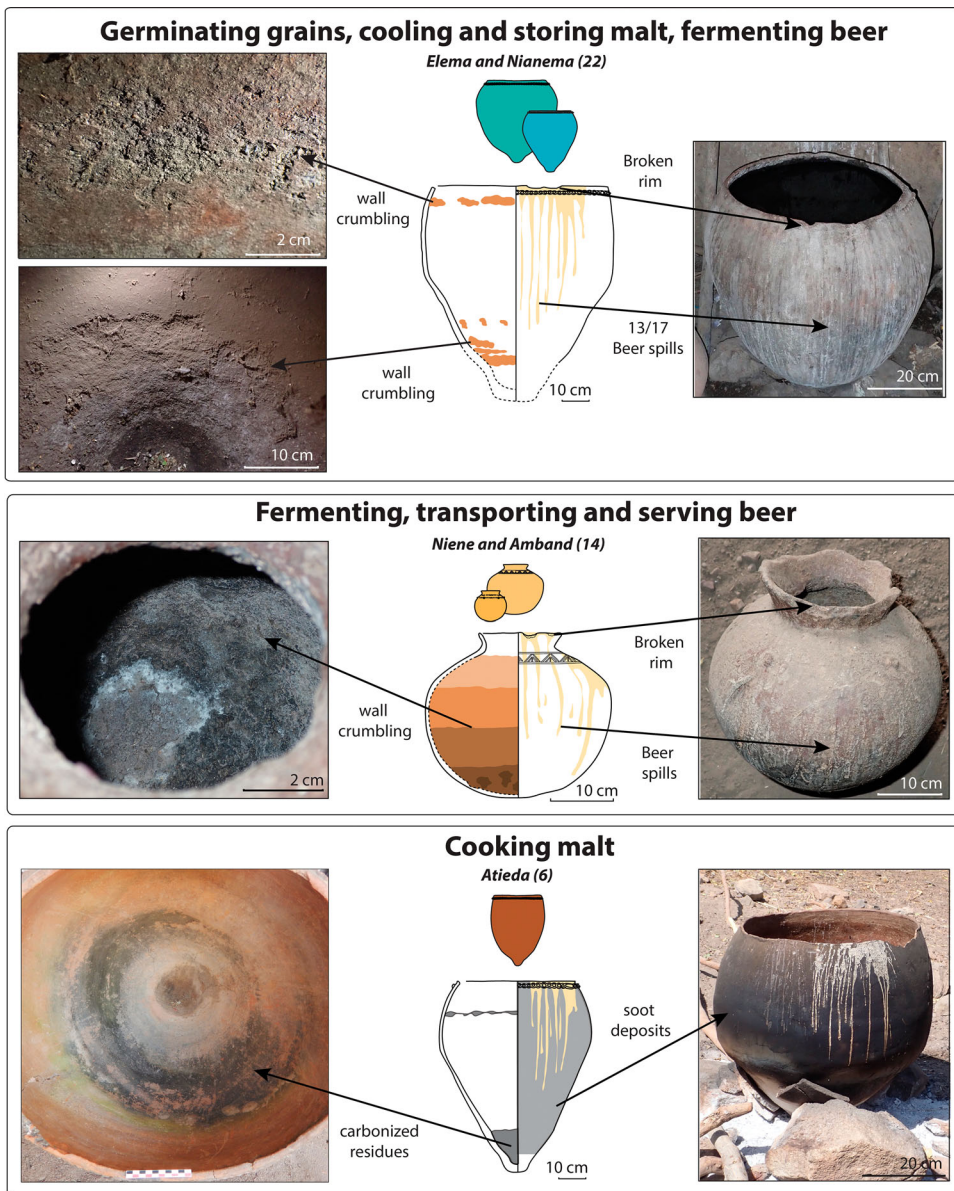 Germinating grains, cooling and storing malt, fermenting beer
Elema and Nianema (22)
Broken
rim
wall
crumbling
2 cm
13/17
Beer spills
wall
crumbling
10 cm
20 cm
10 cm
Fermenting, transporting and serving beer
Niene and Amband (14)
Broken
rim
wall
crumbling
Beer
spills
2 cm
10 cm
10 cm
Cooking malt
Atieda (6)
soot
deposits
carbonized
residues
10 cm
20 cm